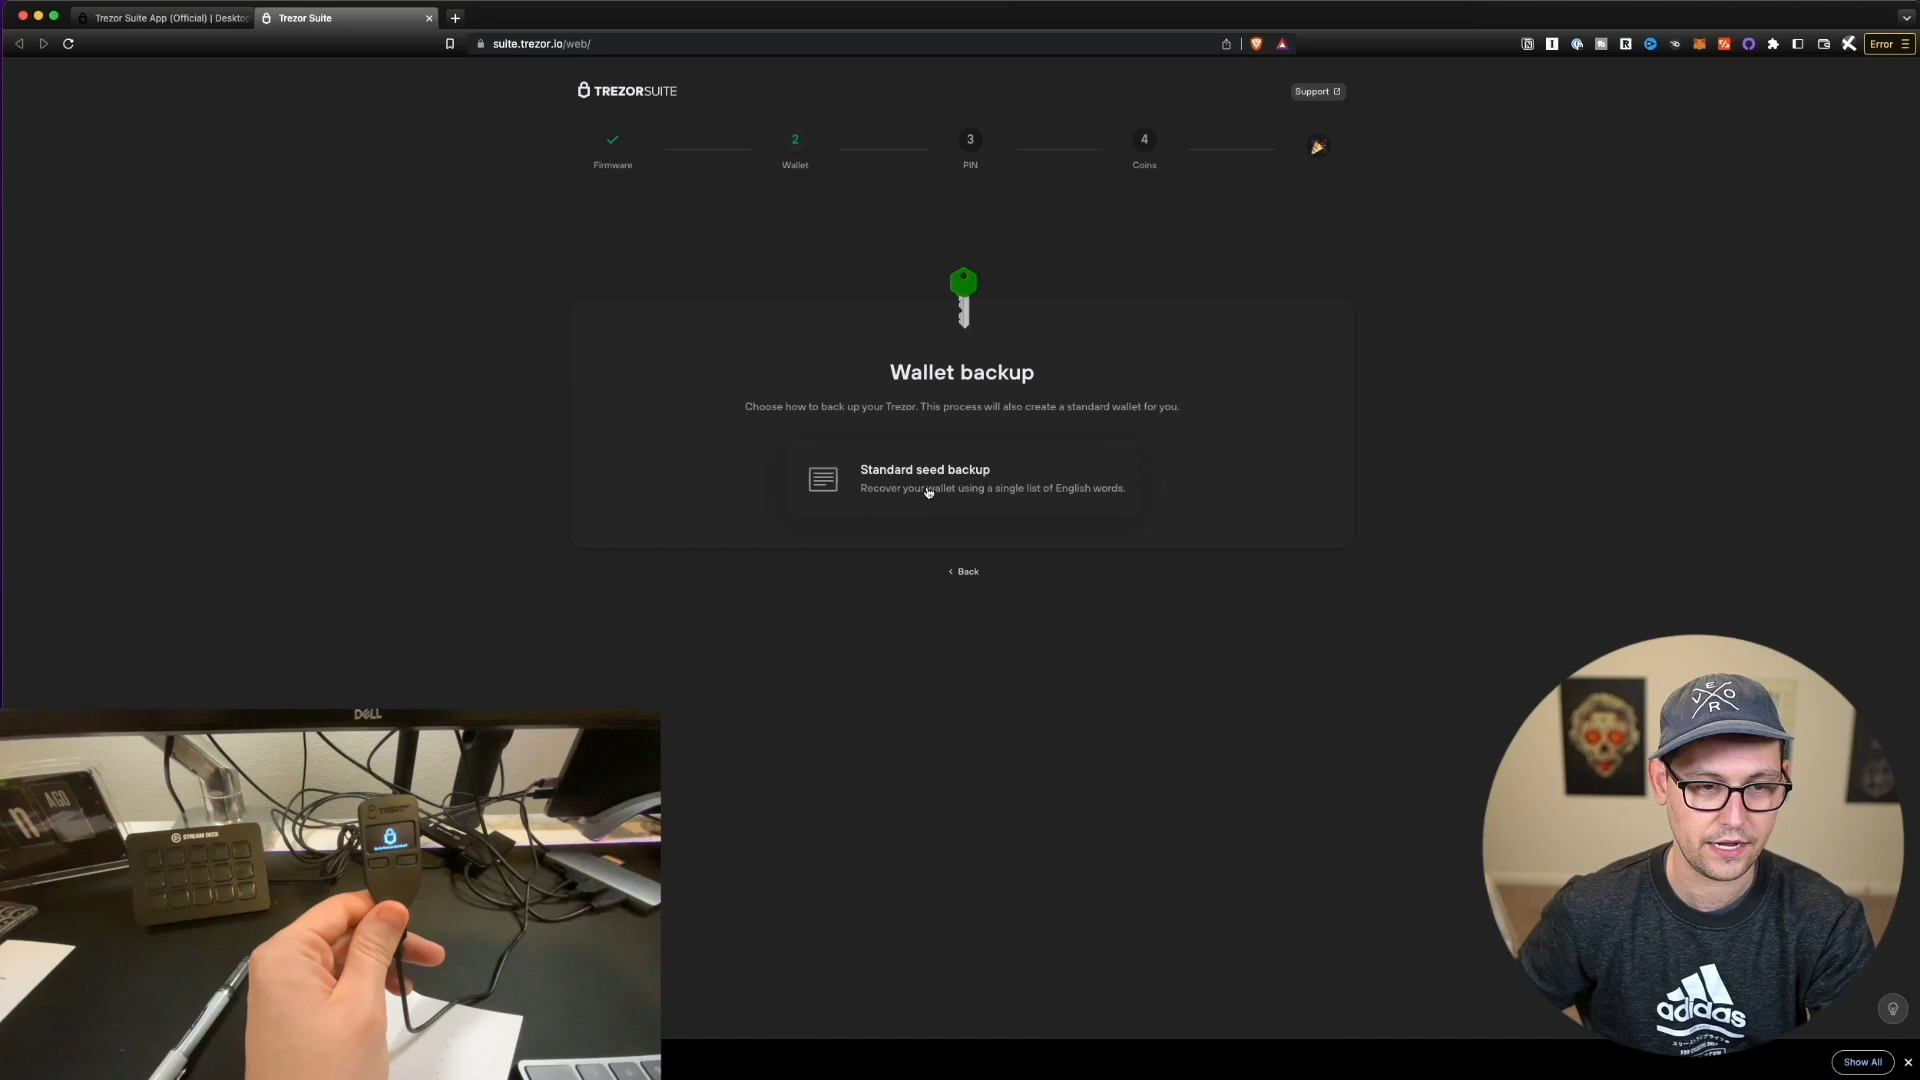 Trezor Suite App (Official) | Desktop
Trezor Suite
suite.trezor.io/web/
Error
TREZORSUITE
Support
2
3
4
Firmware
Wallet
PIN
Coins
Wallet backup
Choose how to back up your Trezor. This process will also create a standard wallet for you.
Standard seed backup
Recover your wallet using a single list of English words.
Back
DELL
AGO
n
STREAM DECK
TREZOR
E
V
O
R
adidas
Show All